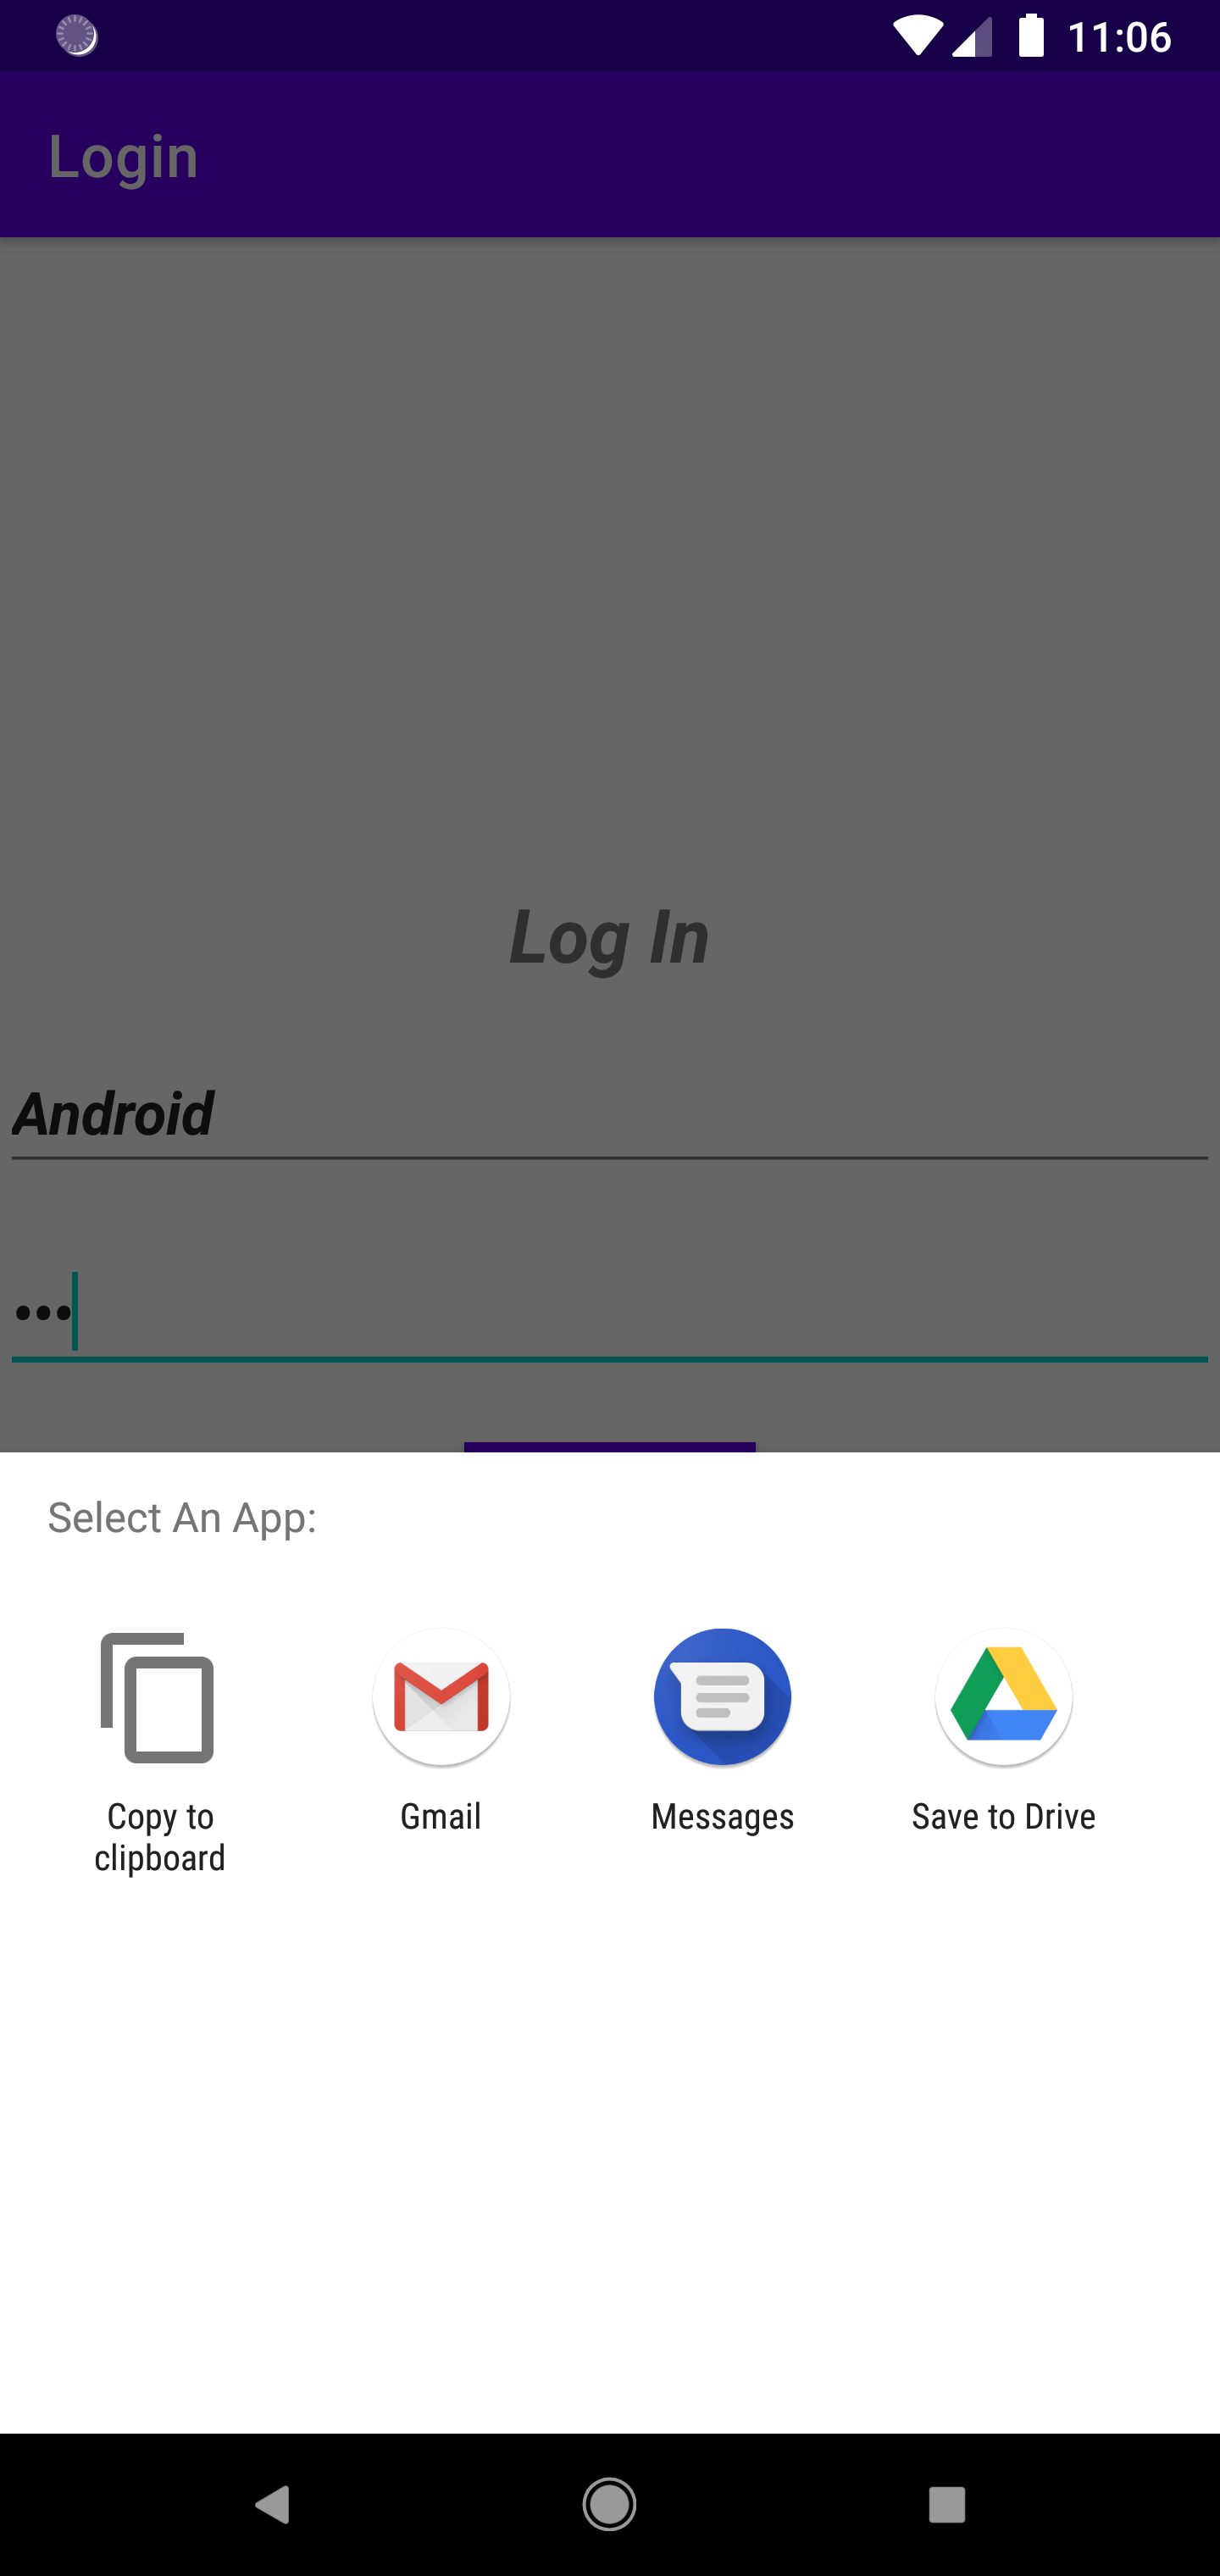 11:06
Login
Log In
Android
•••
Select An App:
Copy to
clipboard
Gmail
Messages
Save to Drive